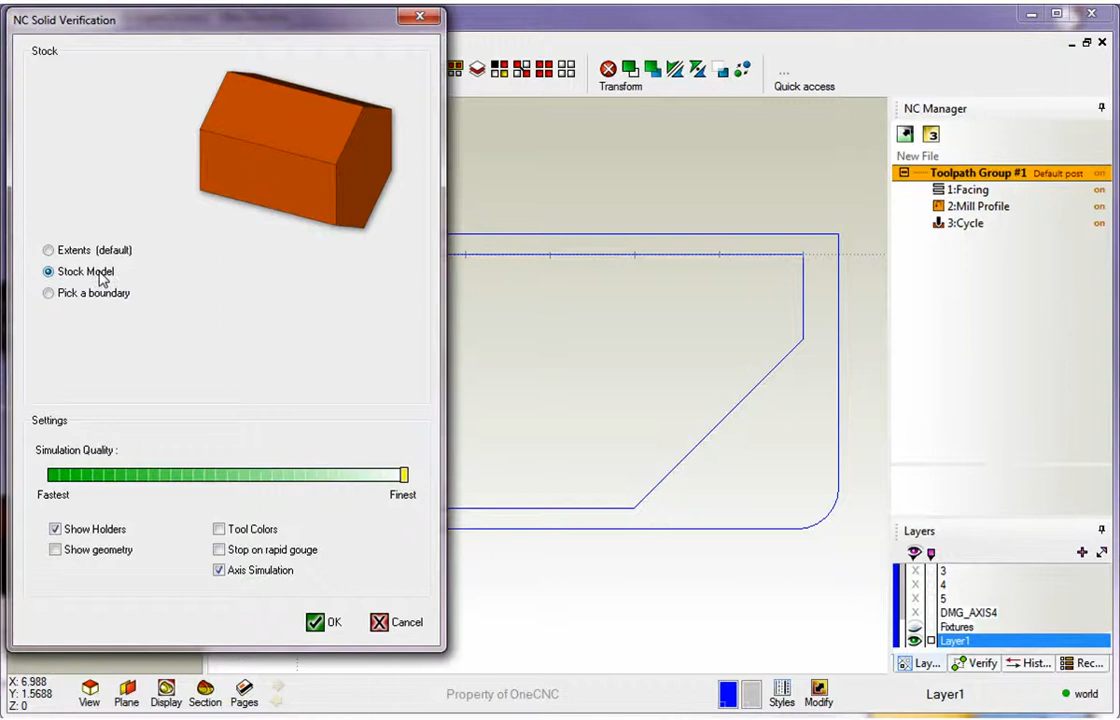 NC Solid Verification
Stock
Extents (default)
Stock Model
Pick a boundary
Settings
Simulation Quality :
Fastest
Finest
Show Holders
Tool Colors
Show geometry
Stop on rapid gouge
Axis Simulation
OK
Cancel
Transform
...
Quick access
NC Manager
3
New File
Toolpath Group #1 Default post on
1:Facing on
2:Mill Profile on
3:Cycle on
Layers
X 3
X 4
X 5
X DMG_AXIS4
Fixtures
Layer1
Lay... Verify Hist... Rec...
X: 6.988
Y: 1.5688
Z: 0
View Plane Display Section Pages
Property of OneCNC
Styles Modify
Layer1
world